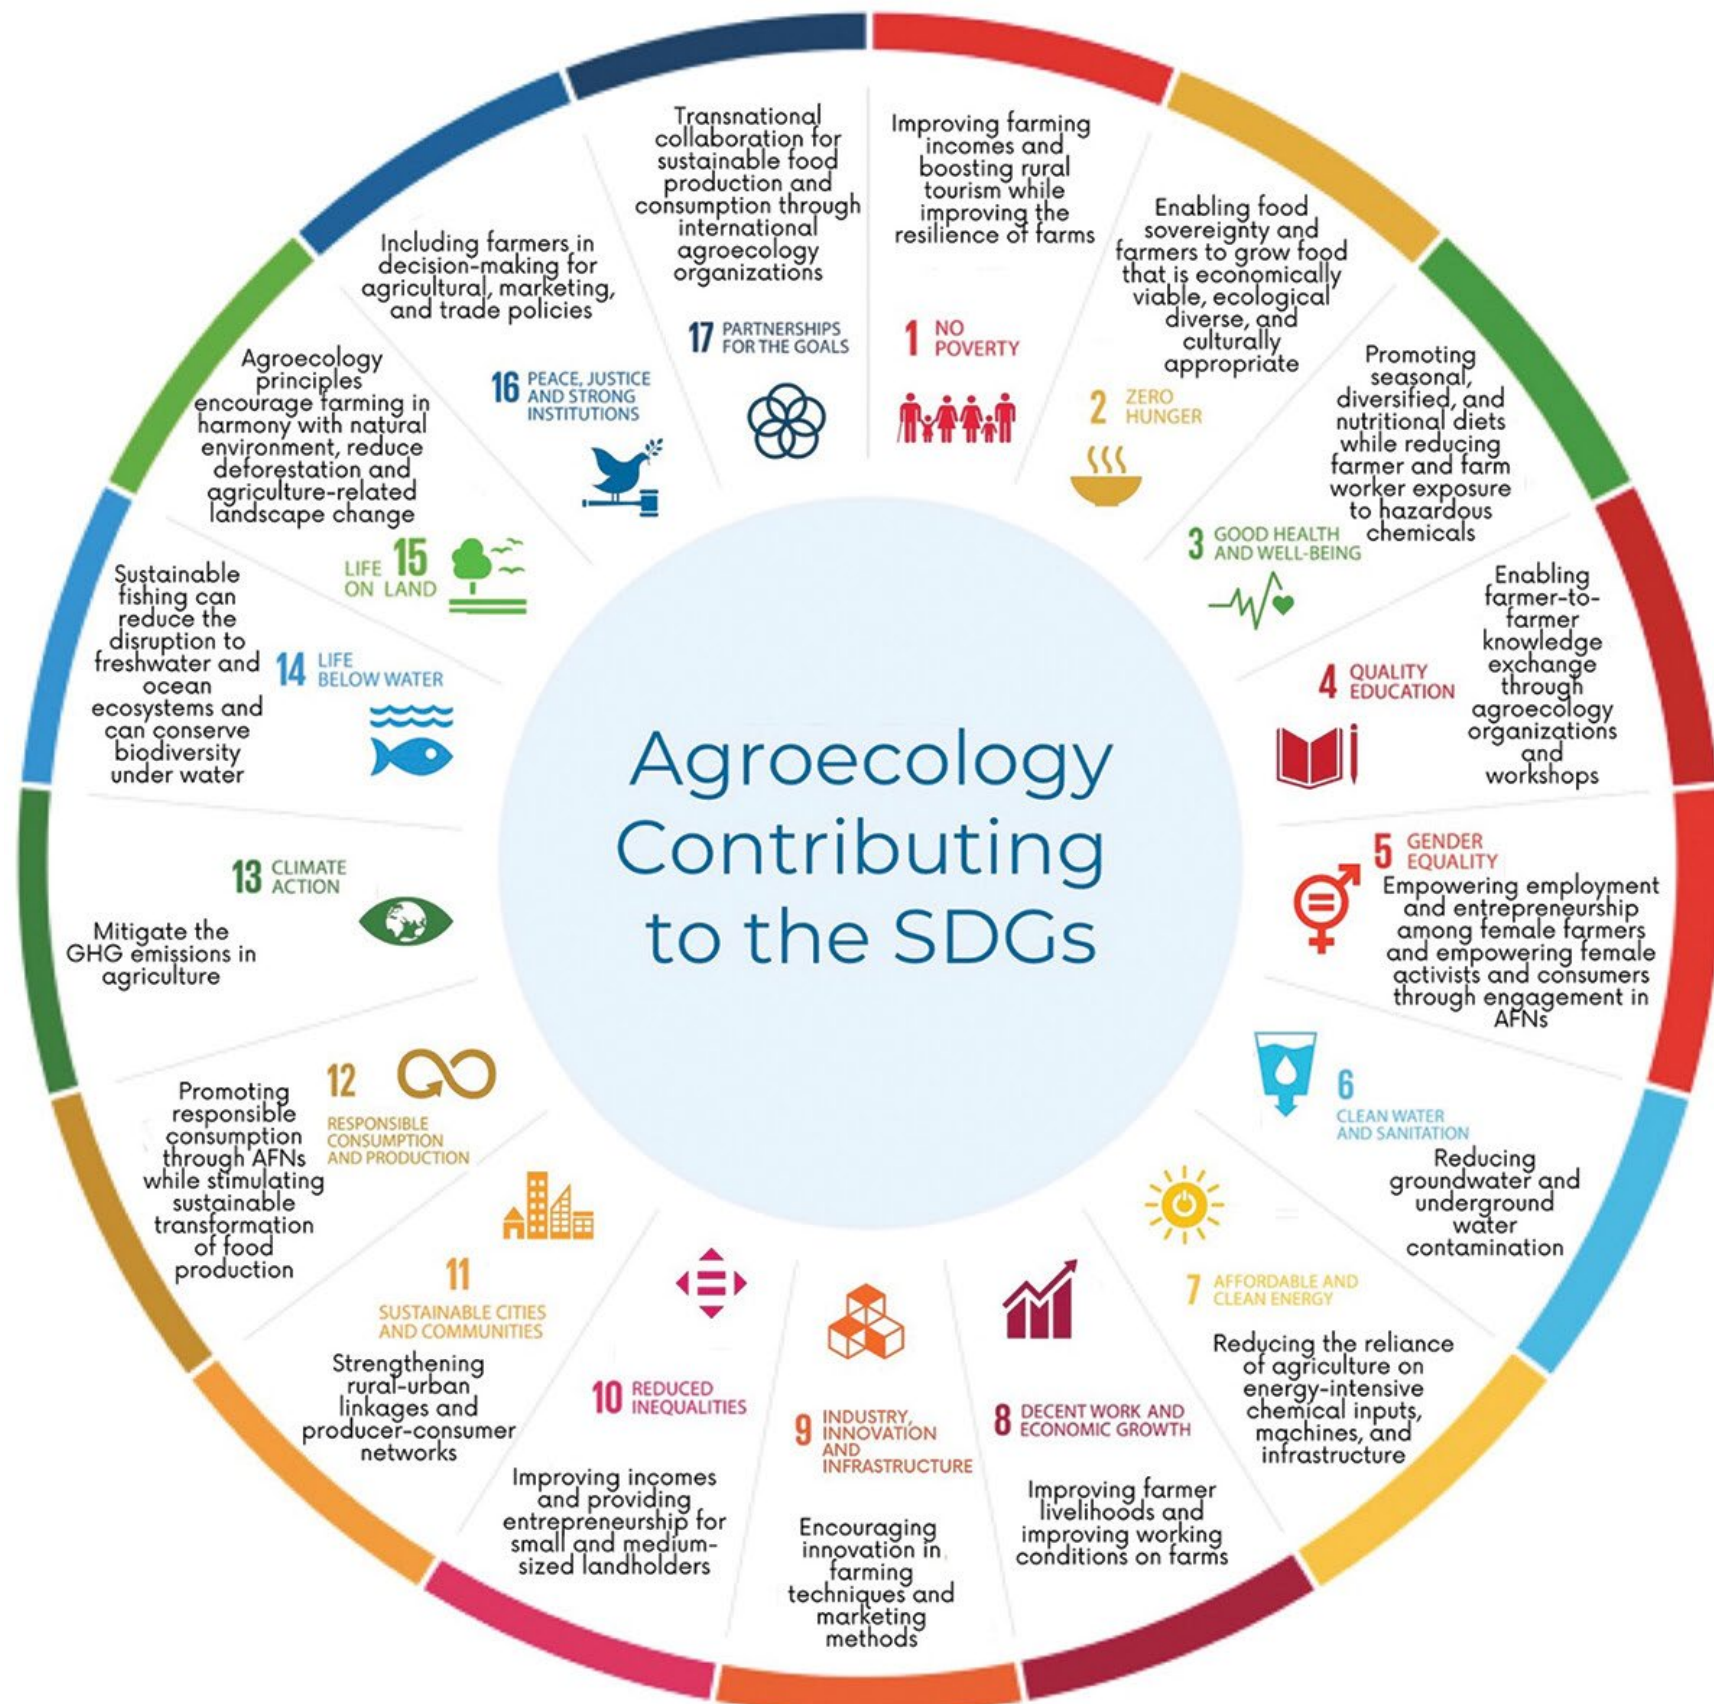 Agroecology
Contributing
to the SDGs
Improving farming
incomes and
boosting rural
tourism while
improving the
resilience of farms
1 NO
POVERTY
Enabling food
sovereignty and
farmers to grow food
that is economically
viable, ecological
diverse, and
culturally
appropriate
2 ZERO
HUNGER
Promoting
seasonal,
diversified, and
nutritional diets
while reducing
farmer and farm
worker exposure
to hazardous
chemicals
3 GOOD HEALTH
AND WELL-BEING
Enabling
farmer-to-
farmer
knowledge
exchange
through
agroecology
organizations
and
workshops
4 QUALITY
EDUCATION
5 GENDER
EQUALITY
Empowering employment
and entrepreneurship
among female farmers
and empowering female
activists and consumers
through engagement in
AFNs
6
CLEAN WATER
AND SANITATION
Reducing
groundwater and
underground
water
contamination
7 AFFORDABLE AND
CLEAN ENERGY
Reducing the reliance
of agriculture on
energy-intensive
chemical inputs,
machines, and
infrastructure
8 DECENT WORK AND
ECONOMIC GROWTH
Improving farmer
livelihoods and
improving working
conditions on farms
9 INDUSTRY,
INNOVATION
AND
INFRASTRUCTURE
Encouraging
innovation in
farming
techniques and
marketing
methods
10 REDUCED
INEQUALITIES
Improving incomes
and providing
entrepreneurship for
small and medium-
sized landholders
11
SUSTAINABLE CITIES
AND COMMUNITIES
Strengthening
rural-urban
linkages and
producer-consumer
networks
12
RESPONSIBLE
CONSUMPTION
AND PRODUCTION
Promoting
responsible
consumption
through AFNs
while stimulating
sustainable
transformation
of food
production
13 CLIMATE
ACTION
Mitigate the
GHG emissions in
agriculture
14 LIFE
BELOW WATER
Sustainable
fishing can
reduce the
disruption to
freshwater and
ocean
ecosystems and
can conserve
biodiversity
under water
LIFE 15
ON LAND
Agroecology
principles
encourage farming in
harmony with natural
environment, reduce
deforestation and
agriculture-related
landscape change
Including farmers in
decision-making for
agricultural, marketing,
and trade policies
16 PEACE, JUSTICE
AND STRONG
INSTITUTIONS
Transnational
collaboration for
sustainable food
production and
consumption through
international
agroecology
organizations
17 PARTNERSHIPS
FOR THE GOALS